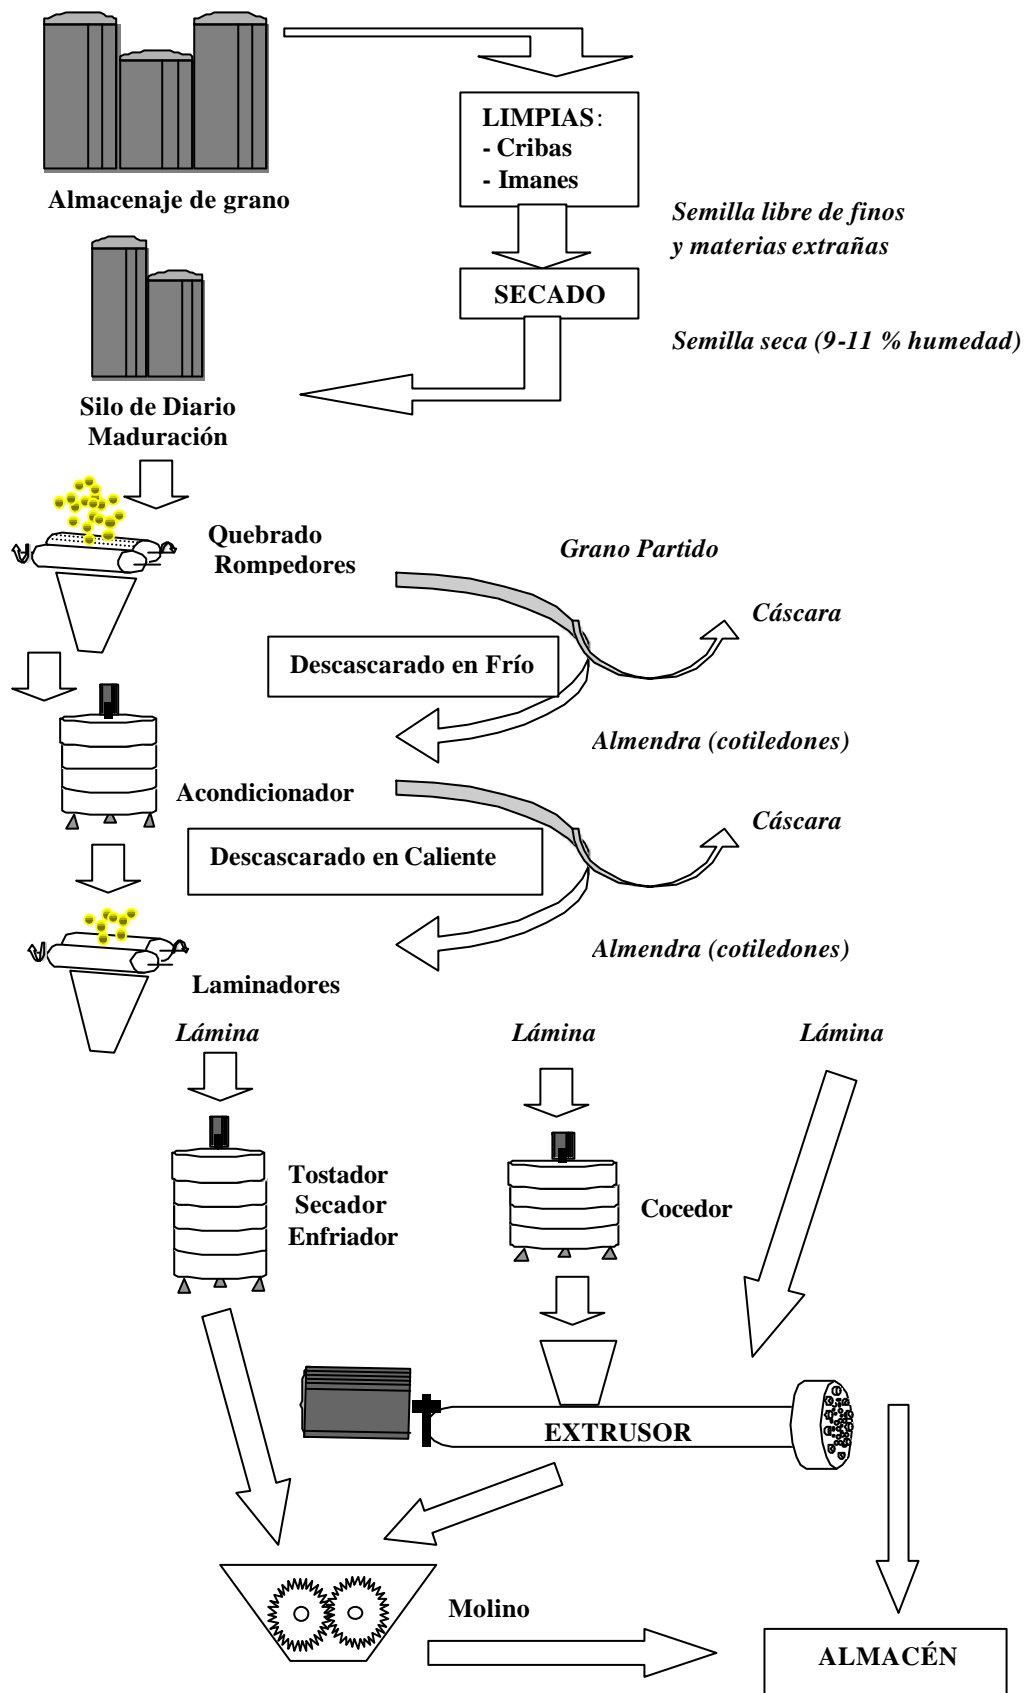 LIMPIAS:
- Cribas
- Imanes
Almacenaje de grano
Semilla libre de finos
y materias extrañas
SECADO
Semilla seca (9-11 % humedad)
Silo de Diario
Maduración
Quebrado
Rompedores
Grano Partido
Cáscara
Descascarado en Frío
Almendra (cotiledones)
Acondicionador
Cáscara
Descascarado en Caliente
Almendra (cotiledones)
Laminadores
Lámina
Lámina
Lámina
Tostador
Secador
Enfriador
Cocedor
EXTRUSOR
Molino
ALMACÉN